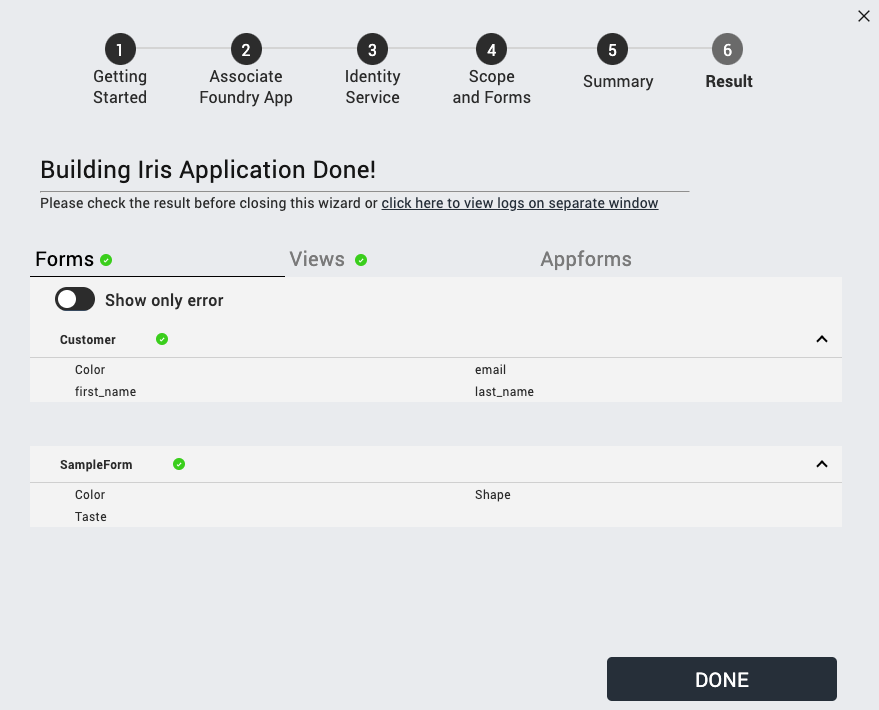 1
2
3
4
5
6
Getting
Started
Associate
Foundry App
Identity
Service
Scope
and Forms
Summary
Result
Building Iris Application Done!
Please check the result before closing this wizard or click here to view logs on separate window
Forms
Views
Appforms
Show only error
Customer
Color
email
first_name
last_name
SampleForm
Color
Shape
Taste
DONE